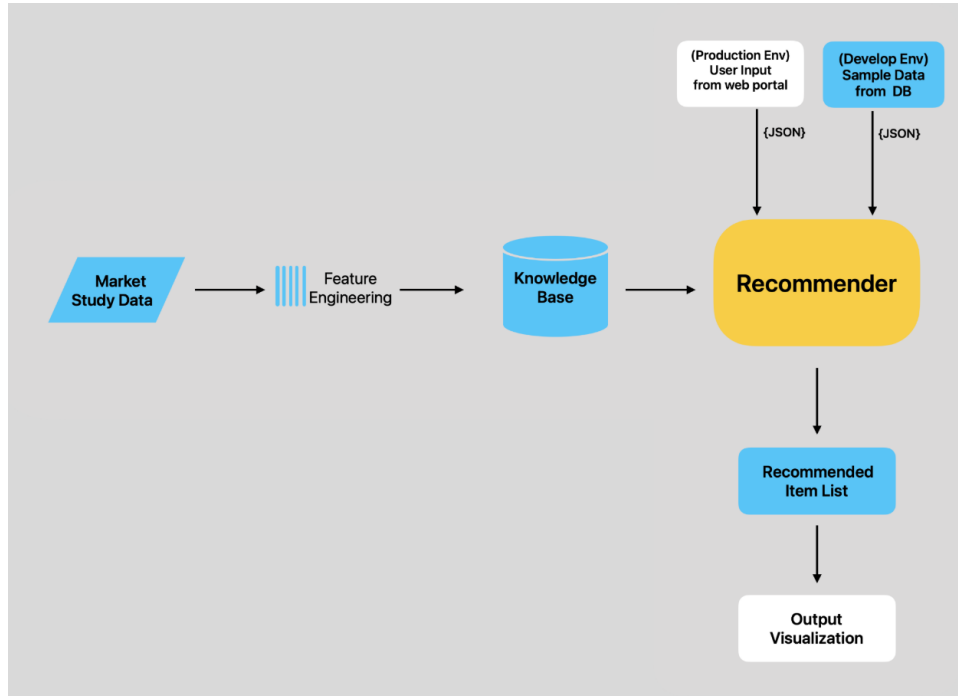 (Production Env)
User Input
from web portal
(Develop Env)
Sample Data
from DB
{JSON}
{JSON}
Market
Study Data
Feature
Engineering
Knowledge
Base
Recommender
Recommended
Item List
Output
Visualization